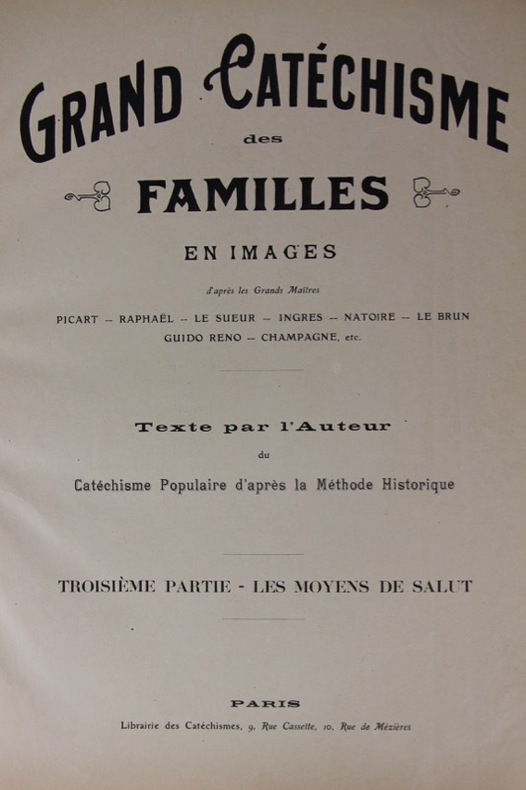 GRAND CATÉCHISME
des
FAMILLES
EN IMAGES
d'après les Grands Maîtres
PICART — RAPHAËL — LE SUEUR — INGRES — NATOIRE — LE BRUN
GUIDO RENO — CHAMPAGNE, etc.
Texte par l'Auteur
du
Catéchisme Populaire d'après la Méthode Historique
TROISIÈME PARTIE - LES MOYENS DE SALUT
PARIS
Librairie des Catéchismes, 9, Rue Cassette, 10, Rue de Mézières